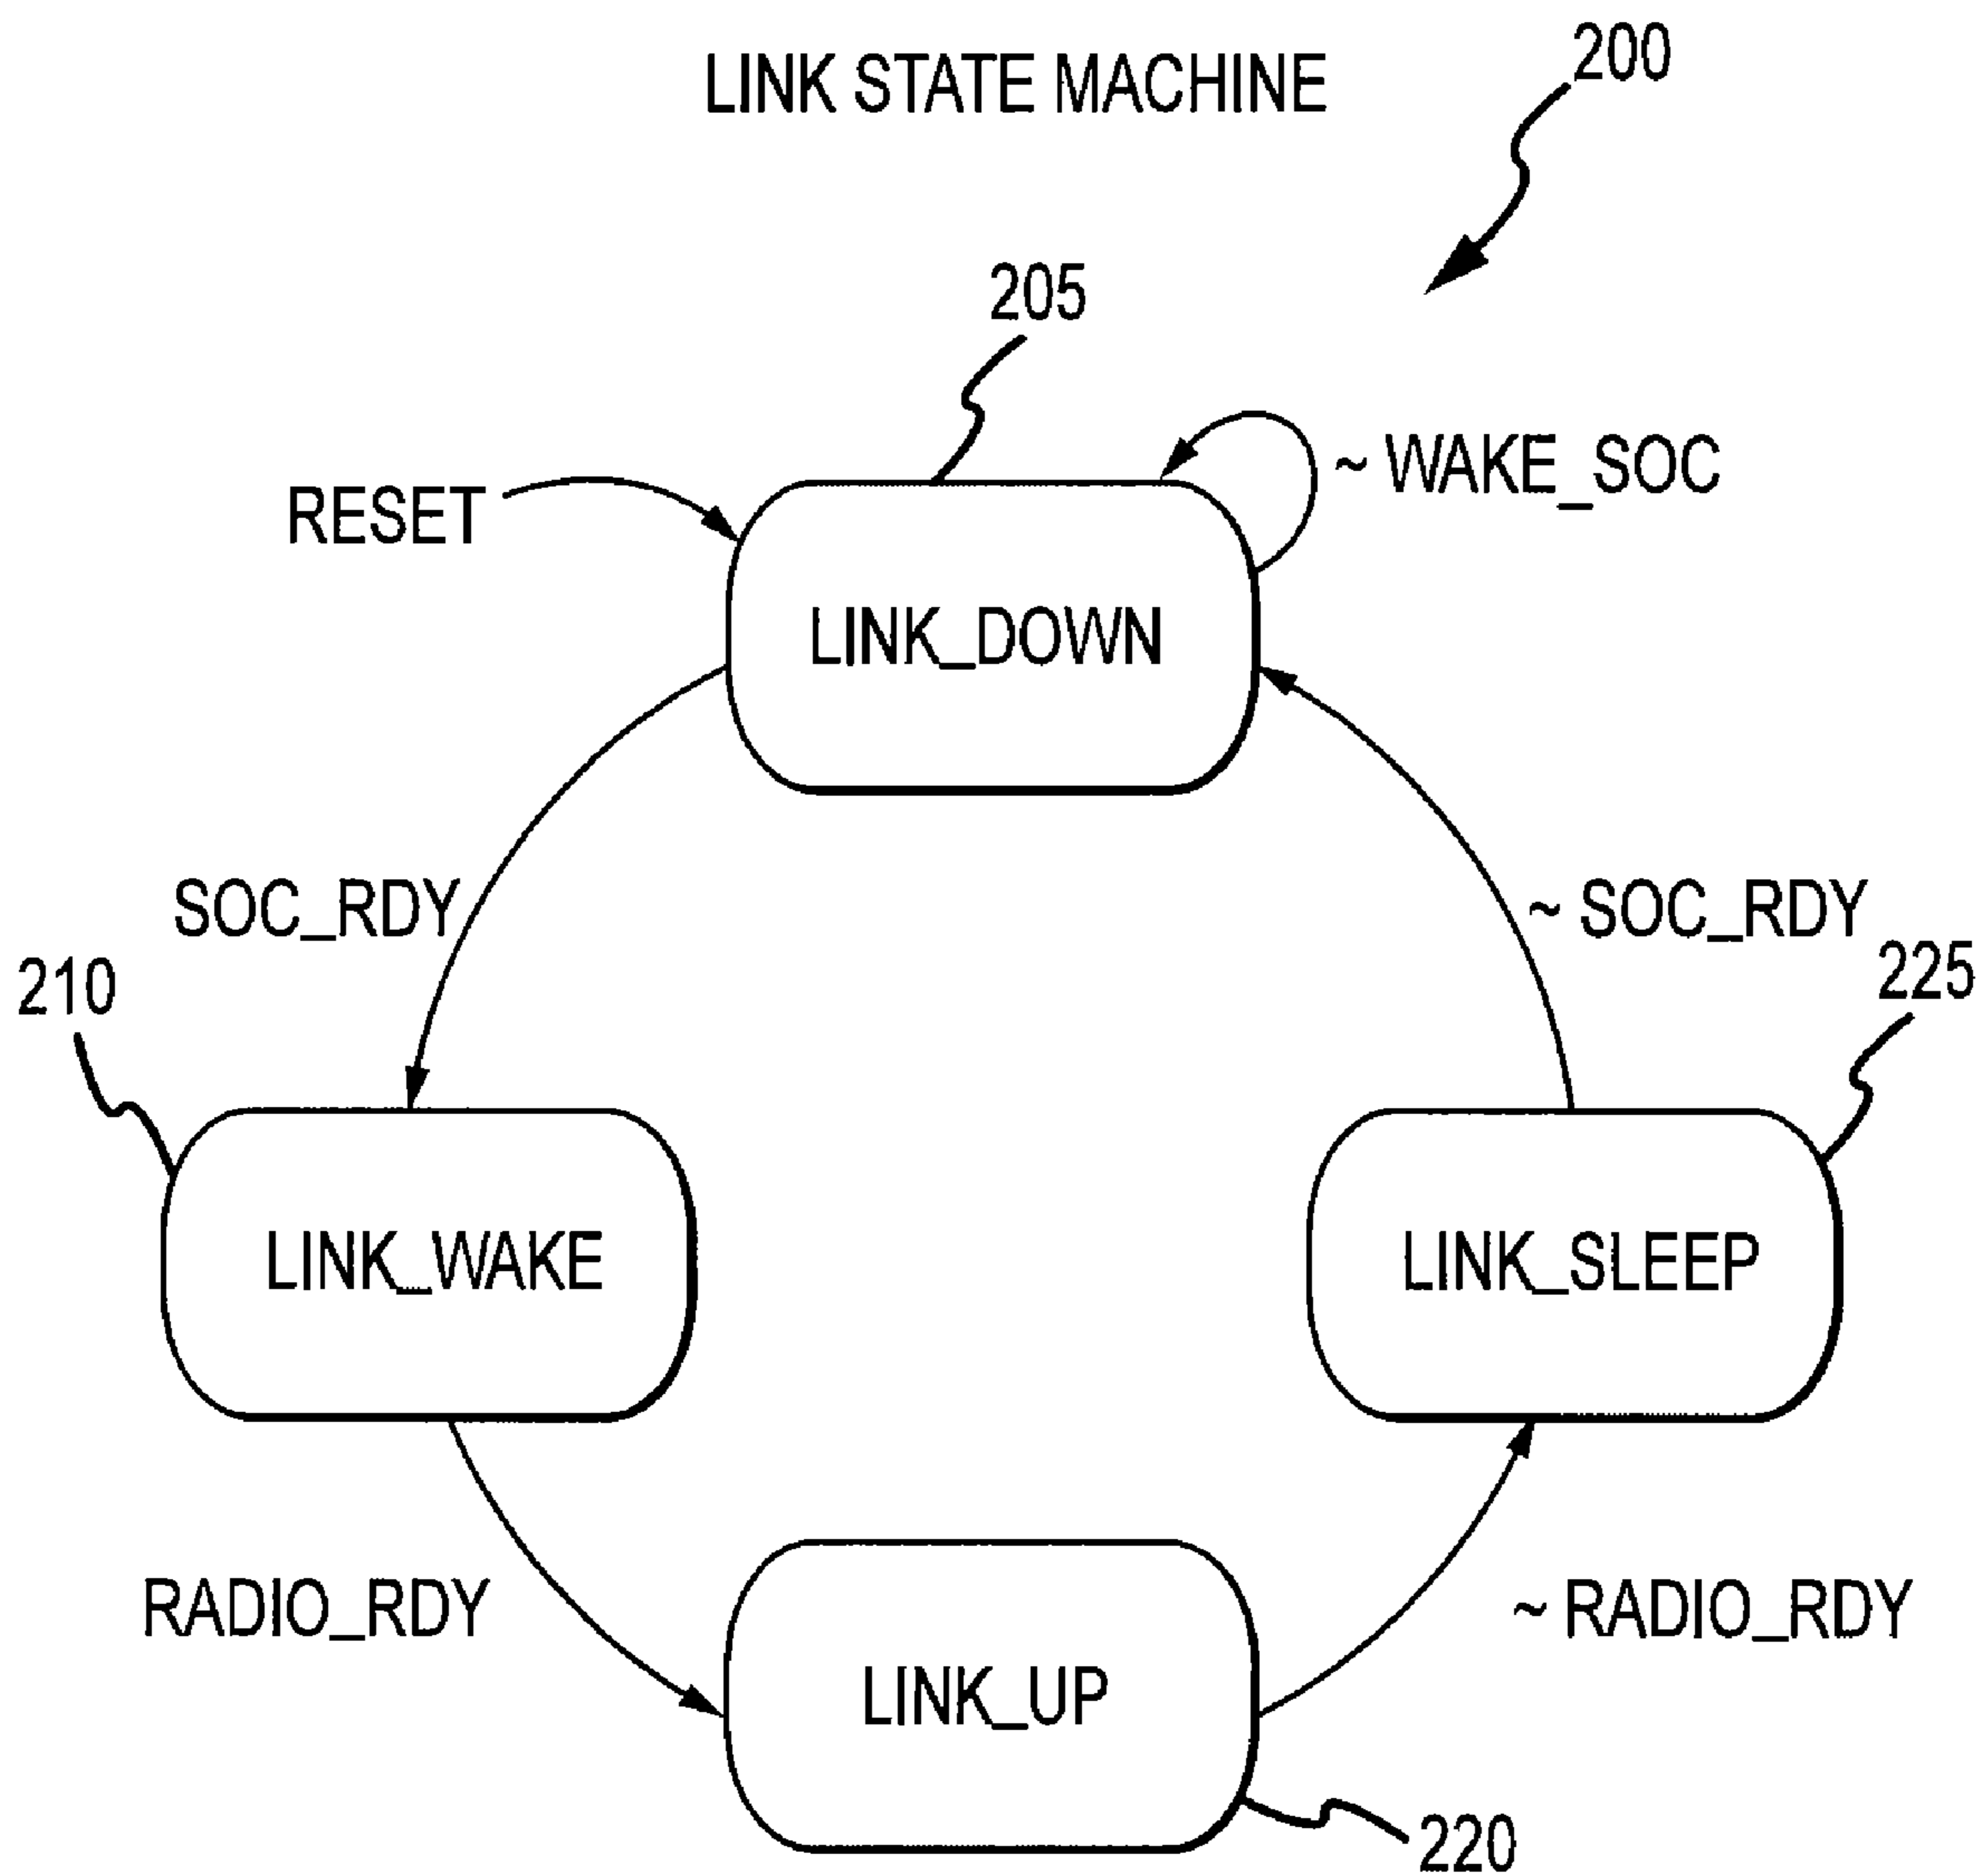 LINK STATE MACHINE
200
205
~ WAKE_SOC
RESET
LINK_DOWN
SOC_RDY
~ SOC_RDY
210
225
LINK_WAKE
LINK_SLEEP
RADIO_RDY
~ RADIO_RDY
LINK_UP
220